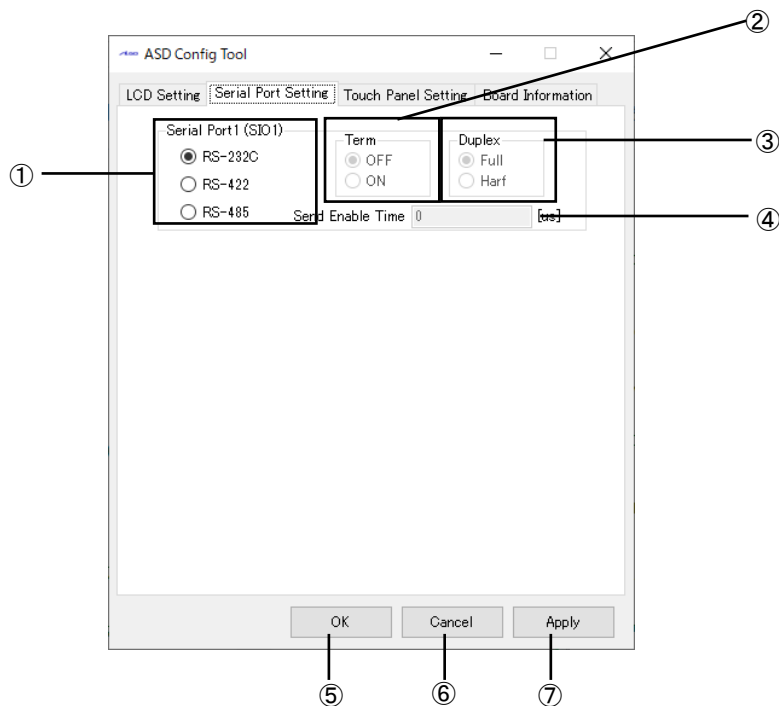 ②
ASD ASD Config Tool
LCD Setting Serial Port Setting Touch Panel Setting Board Information
Serial Port1 (SIO1) Term Duplex
③
RS-232C OFF Full
①
RS-422 ON Harf
RS-485 Send Enable Time 0 [us]
④
OK Cancel Apply
⑤ ⑥ ⑦